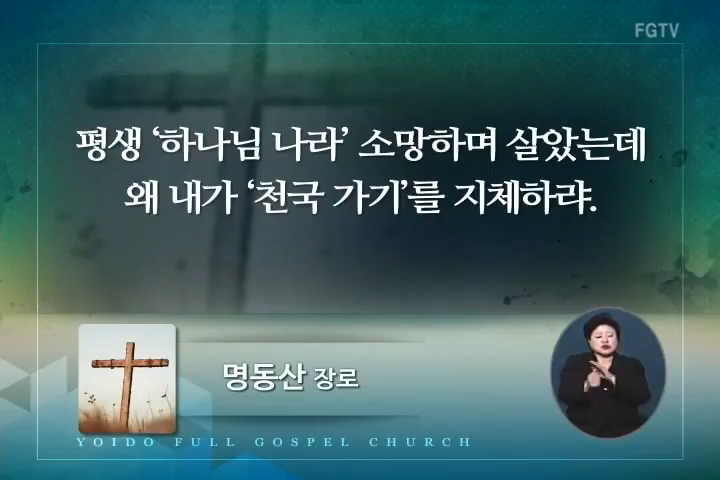 FGTV
평생 ‘하나님 나라’ 소망하며 살았는데
왜 내가 ‘천국 가기’를 지체하랴.
명동산 장로
YOIDO FULL GOSPEL CHURCH